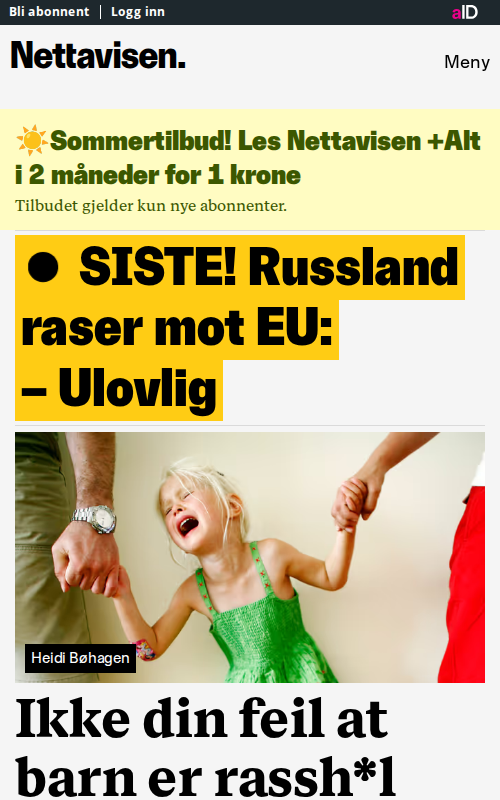 Bli abonnent | Logg inn
aID
Nettavisen.
Meny
☀️Sommertilbud! Les Nettavisen +Alt
i 2 måneder for 1 krone
Tilbudet gjelder kun nye abonnenter.
● SISTE! Russland
raser mot EU:
– Ulovlig
Heidi Bøhagen
Ikke din feil at
barn er rassh*l